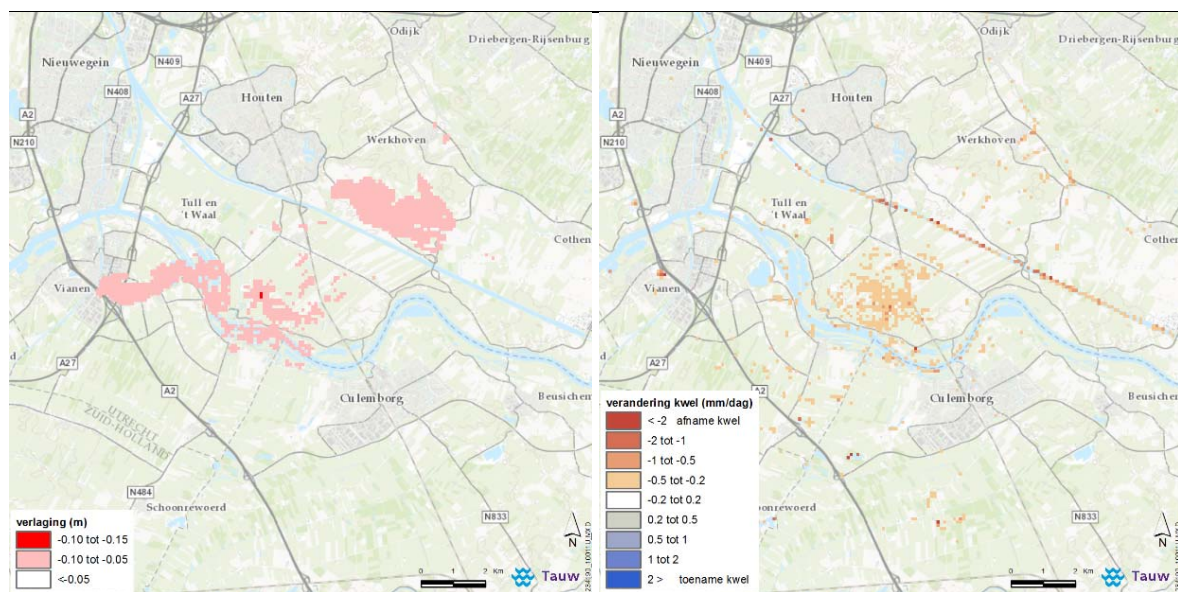 Odijk
Driebergen-Rijsenburg
Nieuwegein
N409
N408
A27
Houten
A2
N210
Werkhoven
Tull en
't Waal
Cothen
Vianen
A27
A2
Culemborg
Beusichem
UTRECHT
ZUID-HOLLAND
N484
Schoonrewoerd
N833
verlaging (m)
-0.10 tot -0.15
-0.10 tot -0.05
<-0.05
N
0 1 2 Km
Tauw
Odijk
Driebergen-Rijsenburg
Nieuwegein
N409
N408
A27
Houten
A2
N210
Werkhoven
Tull en
't Waal
Cothen
Vianen
A27
Culemborg
Beusichem
verandering kwel (mm/dag)
< -2 afname kwel
-2 tot -1
-1 tot -0.5
-0.5 tot -0.2
-0.2 tot 0.2
0.2 tot 0.5
0.5 tot 1
1 tot 2
2 > toename kwel
A2
Schoonrewoerd
N833
N
0 1 2 Km
Tauw